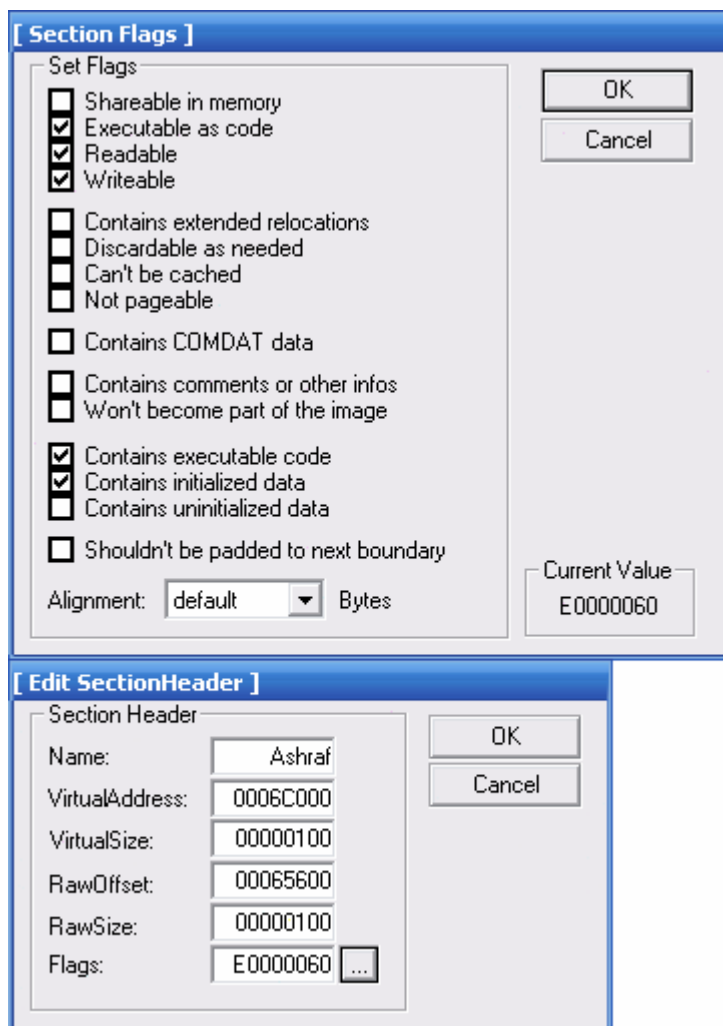 [ Section Flags ]
Set Flags
Shareable in memory
Executable as code
Readable
Writeable
Contains extended relocations
Discardable as needed
Can't be cached
Not pageable
Contains COMDAT data
Contains comments or other infos
Won't become part of the image
Contains executable code
Contains initialized data
Contains uninitialized data
Shouldn't be padded to next boundary
Alignment: default Bytes
OK
Cancel
Current Value
E0000060
[ Edit SectionHeader ]
Section Header
Name: Ashraf
VirtualAddress: 0006C000
VirtualSize: 00000100
RawOffset: 00065600
RawSize: 00000100
Flags: E0000060 ...
OK
Cancel